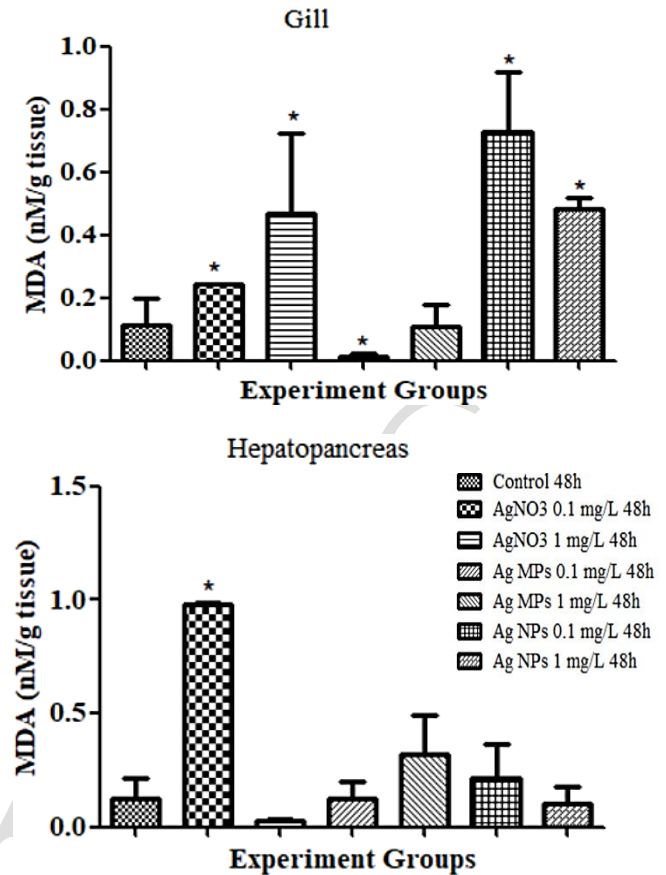 Gill
MDA (nM/g tissue)
1.0
0.8
0.6
0.4
0.2
0.0
*
*
*
*
*
Experiment Groups
Hepatopancreas
MDA (nM/g tissue)
1.5
1.0
0.5
0.0
*
Control 48h
AgNO3 0.1 mg/L 48h
AgNO3 1 mg/L 48h
Ag MPs 0.1 mg/L 48h
Ag MPs 1 mg/L 48h
Ag NPs 0.1 mg/L 48h
Ag NPs 1 mg/L 48h
Experiment Groups